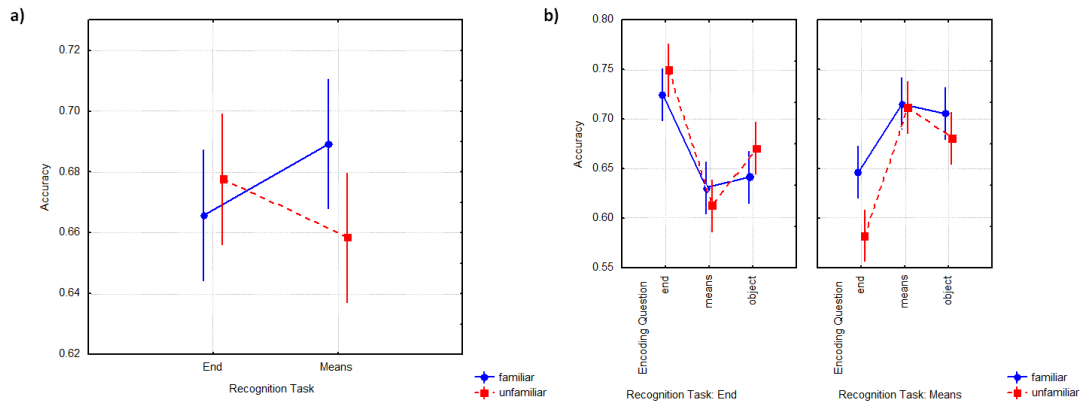 a)
0.72
0.70
0.68
0.66
0.64
0.62
Accuracy
End Means
Recognition Task
familiar
unfamiliar
b)
0.80
0.75
0.70
0.65
0.60
0.55
Accuracy
Encoding Question
end
means
object
Recognition Task: End
Encoding Question
end
means
object
Recognition Task: Means
familiar
unfamiliar